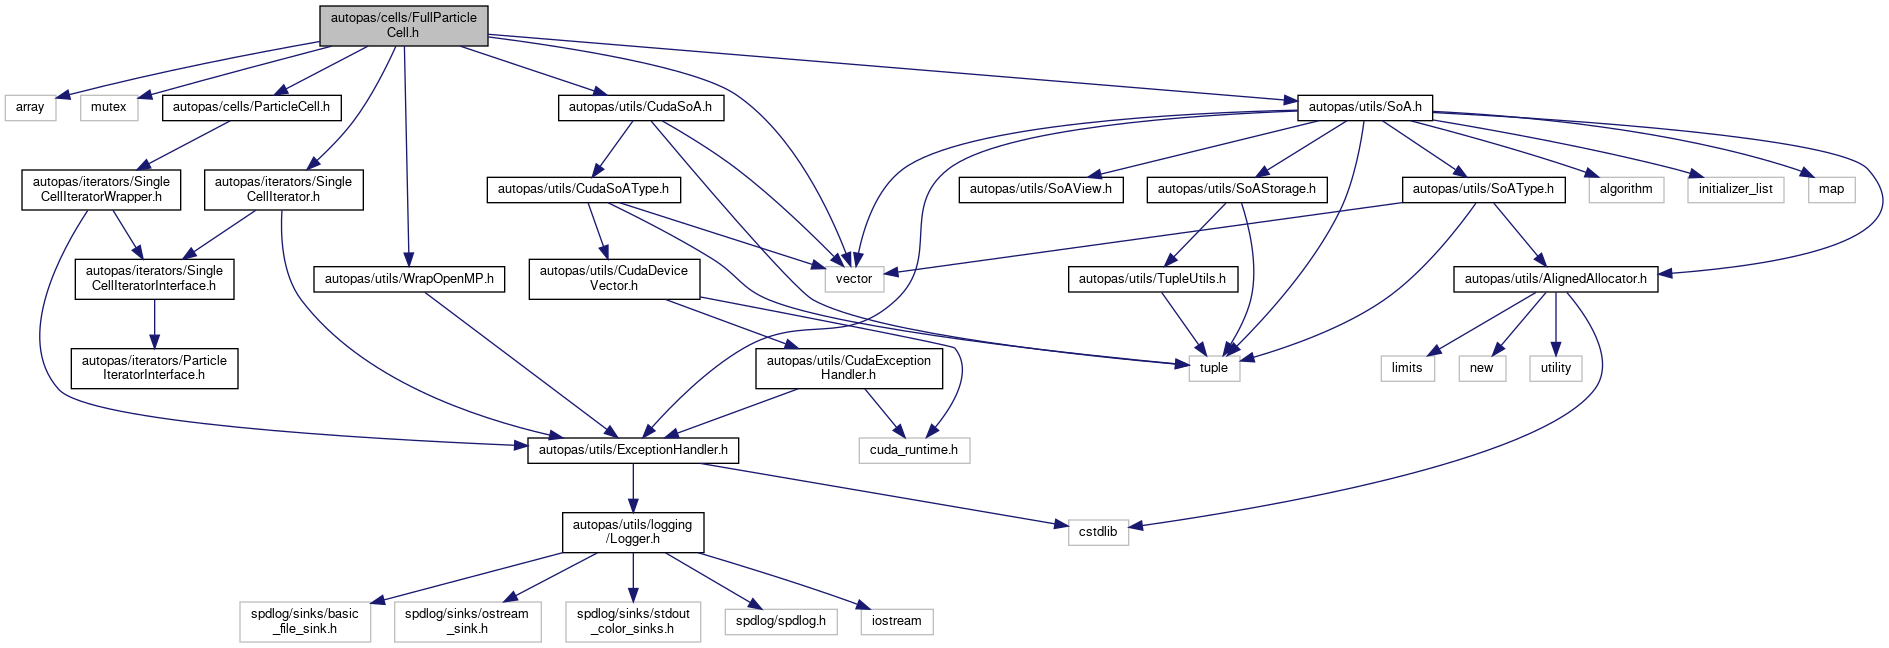 autopas/cells/FullParticle
Cell.h
array
mutex
autopas/cells/ParticleCell.h
autopas/utils/CudaSoA.h
autopas/utils/SoA.h
autopas/iterators/Single
CellIteratorWrapper.h
autopas/iterators/Single
CellIterator.h
autopas/utils/CudaSoAType.h
autopas/utils/SoAView.h
autopas/utils/SoAStorage.h
autopas/utils/SoAType.h
algorithm
initializer_list
map
autopas/iterators/Single
CellIteratorInterface.h
autopas/utils/WrapOpenMP.h
autopas/utils/CudaDevice
Vector.h
vector
autopas/utils/TupleUtils.h
autopas/utils/AlignedAllocator.h
autopas/iterators/Particle
IteratorInterface.h
autopas/utils/CudaException
Handler.h
tuple
limits
new
utility
autopas/utils/ExceptionHandler.h
cuda_runtime.h
autopas/utils/logging
/Logger.h
cstdlib
spdlog/sinks/basic
_file_sink.h
spdlog/sinks/ostream
_sink.h
spdlog/sinks/stdout
_color_sinks.h
spdlog/spdlog.h
iostream